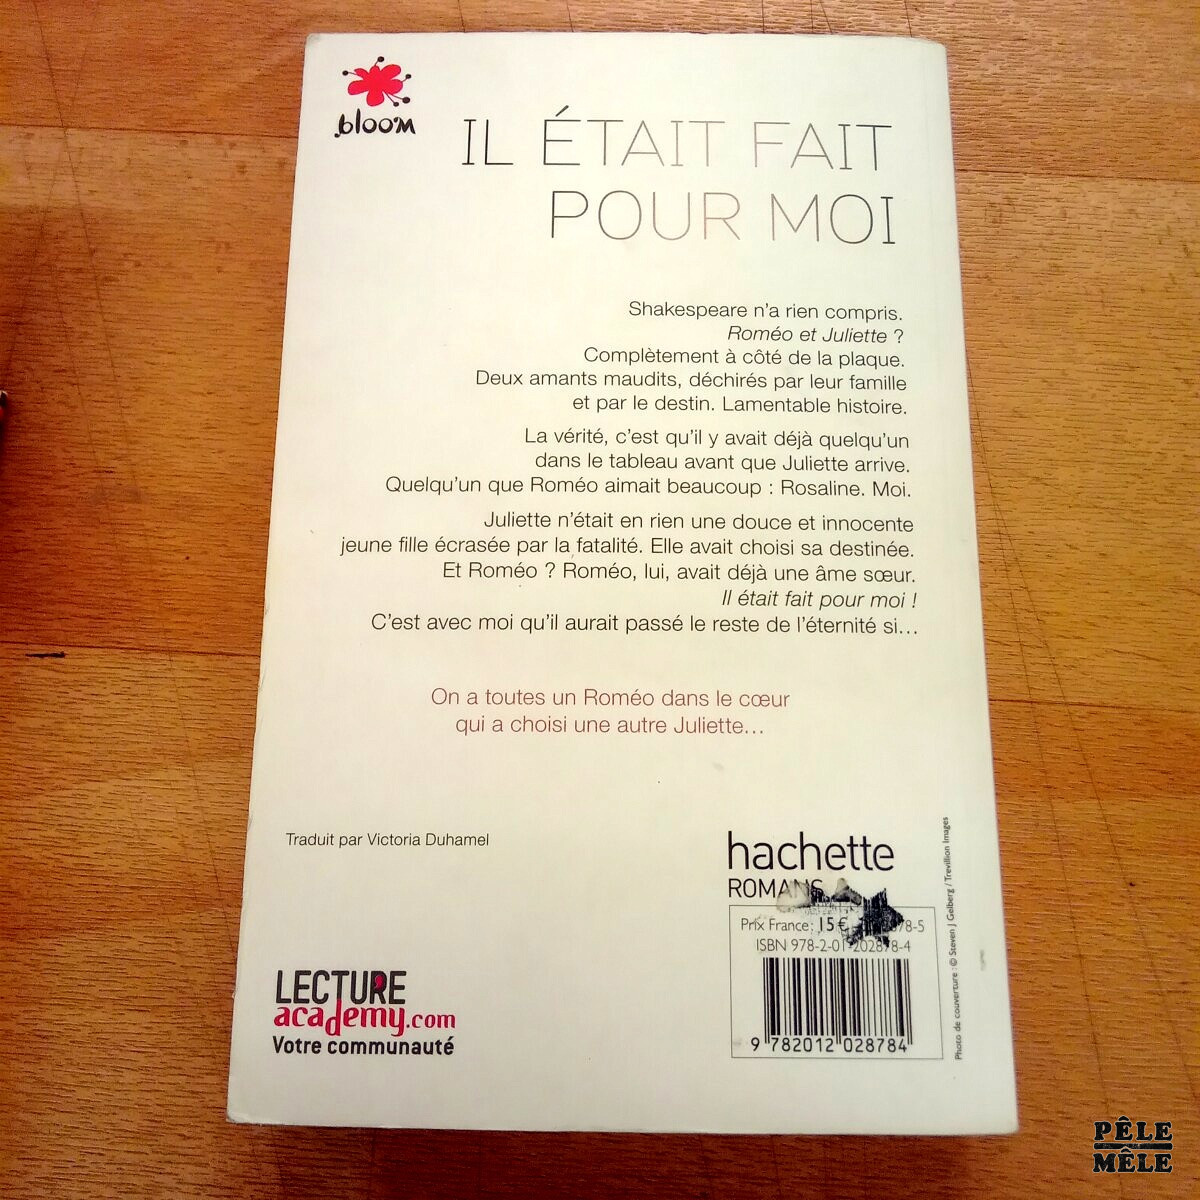 bloom
IL ÉTAIT FAIT
POUR MOI
Shakespeare n'a rien compris.
Roméo et Juliette ?
Complètement à côté de la plaque.
Deux amants maudits, déchirés par leur famille
et par le destin. Lamentable histoire.
La vérité, c'est qu'il y avait déjà quelqu'un
dans le tableau avant que Juliette arrive.
Quelqu'un que Roméo aimait beaucoup : Rosaline. Moi.
Juliette n'était en rien une douce et innocente
jeune fille écrasée par la fatalité. Elle avait choisi sa destinée.
Et Roméo ? Roméo, lui, avait déjà une âme sœur.
Il était fait pour moi !
C'est avec moi qu'il aurait passé le reste de l'éternité si…
On a toutes un Roméo dans le cœur
qui a choisi une autre Juliette…
Traduit par Victoria Duhamel
hachette
ROMANS
Prix France : 15 €
ISBN 978-2-01-202878-4
9 782012 028784
Photo de couverture : © Steven J Gelberg / Trevillion Images
LECTURE
academy.com
Votre communauté
PÊLE
MÊLE